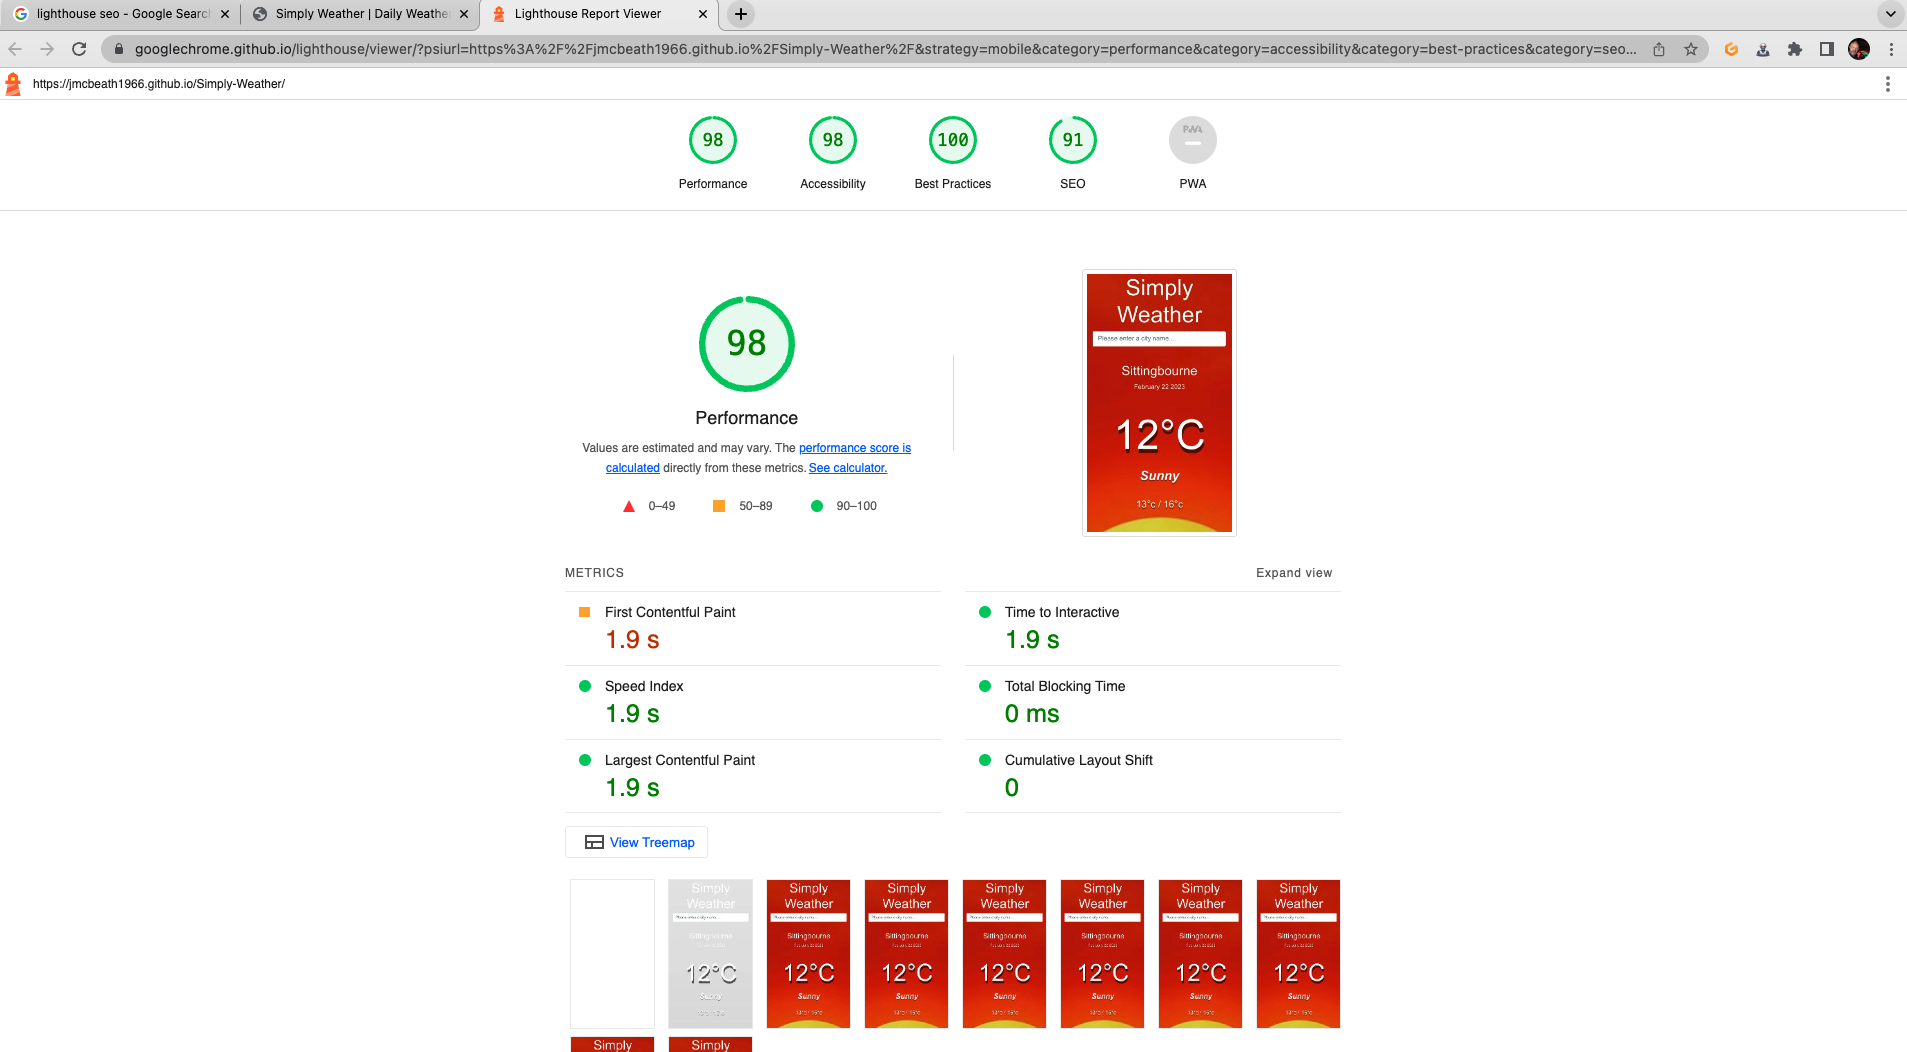 lighthouse seo - Google Search
Simply Weather | Daily Weathe
Lighthouse Report Viewer
googlechrome.github.io/lighthouse/viewer/?psiurl=https%3A%2F%2Fjmcbeath1966.github.io%2FSimply-Weather%2F&strategy=mobile&category=performance&category=accessibility&category=best-practices&category=seo...
https://jmcbeath1966.github.io/Simply-Weather/
98 98 100 91 PWA
Performance Accessibility Best Practices SEO PWA
98
Performance
Values are estimated and may vary. The performance score is
calculated directly from these metrics. See calculator.
0–49 50–89 90–100
Simply
Weather
Please enter a city name....
Sittingbourne
February 22 2023
12°C
Sunny
13°c / 16°c
METRICS
Expand view
First Contentful Paint
1.9 s
Time to Interactive
1.9 s
Speed Index
1.9 s
Total Blocking Time
0 ms
Largest Contentful Paint
1.9 s
Cumulative Layout Shift
0
View Treemap
Simply Simply Simply Simply Simply Simply Simply
Weather Weather Weather Weather Weather Weather Weather
Sittingbourne Sittingbourne Sittingbourne Sittingbourne Sittingbourne Sittingbourne Sittingbourne
12°C 12°C 12°C 12°C 12°C 12°C 12°C
Sunny Sunny Sunny Sunny Sunny Sunny Sunny
Simply Simply